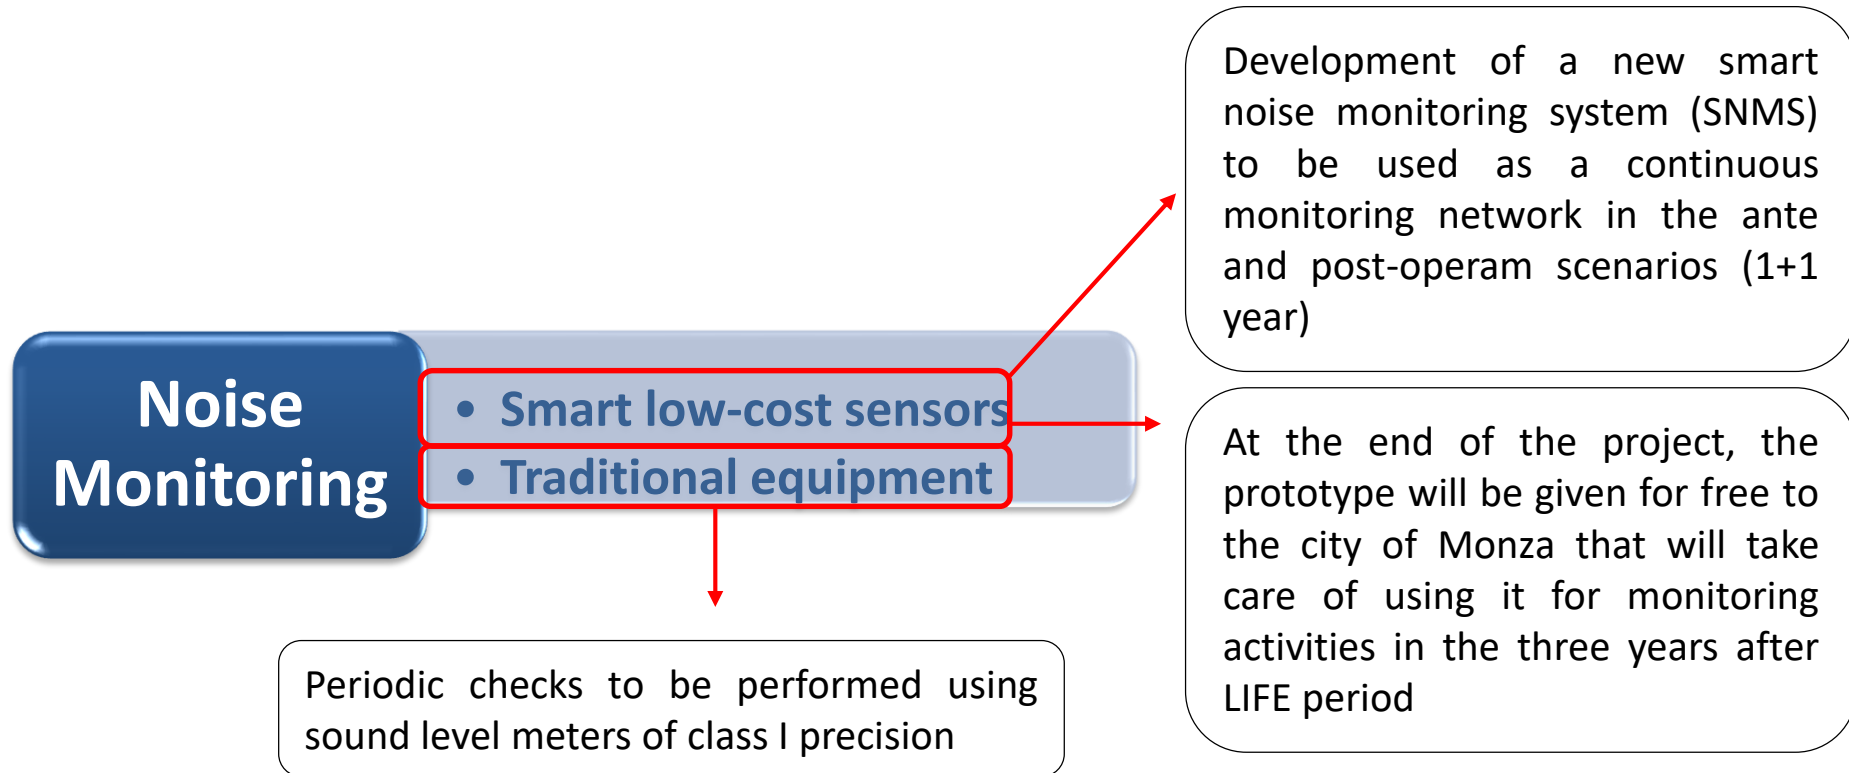 Noise
Monitoring
• Smart low-cost sensors
• Traditional equipment
Development of a new smart
noise monitoring system (SNMS)
to be used as a continuous
monitoring network in the ante
and post-operam scenarios (1+1
year)
At the end of the project, the
prototype will be given for free to
the city of Monza that will take
care of using it for monitoring
activities in the three years after
LIFE period
Periodic checks to be performed using
sound level meters of class I precision